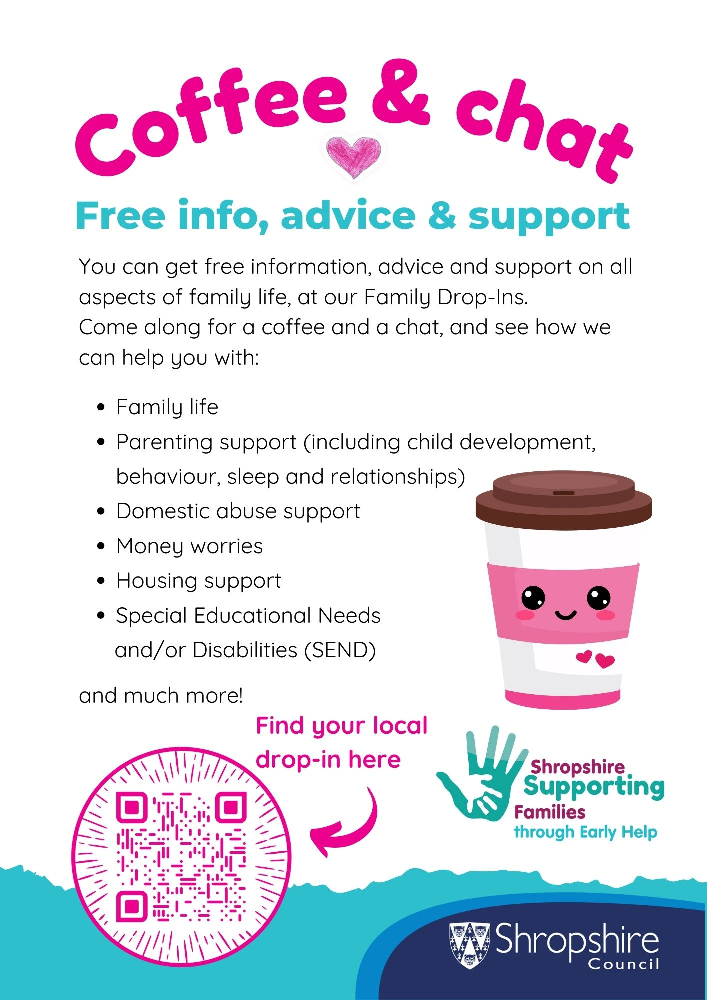 Coffee & chat
Free info, advice & support
You can get free information, advice and support on all
aspects of family life, at our Family Drop-Ins.
Come along for a coffee and a chat, and see how we
can help you with:
• Family life
• Parenting support (including child development,
behaviour, sleep and relationships)
• Domestic abuse support
• Money worries
• Housing support
• Special Educational Needs
and/or Disabilities (SEND)
and much more!
Find your local
drop-in here
Shropshire
Supporting
Families
through Early Help
Shropshire
Council